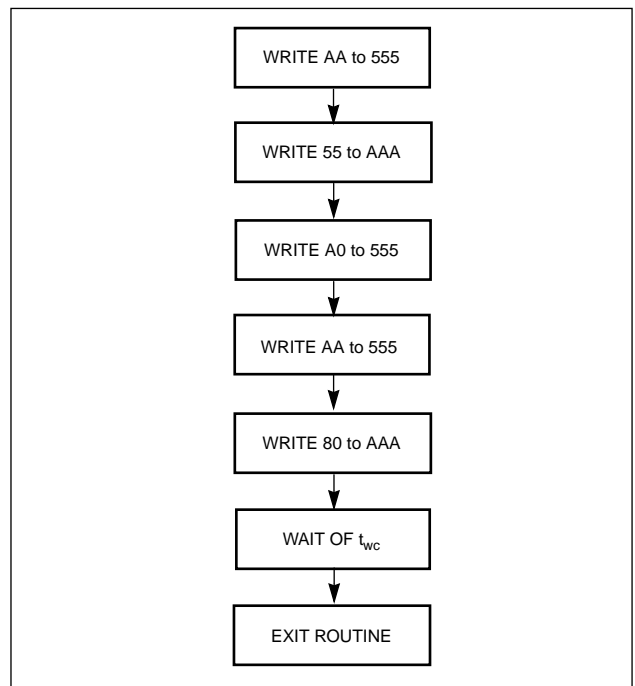 WRITE AA to 555
WRITE 55 to AAA
WRITE A0 to 555
WRITE AA to 555
WRITE 80 to AAA
WAIT OF twc
EXIT ROUTINE